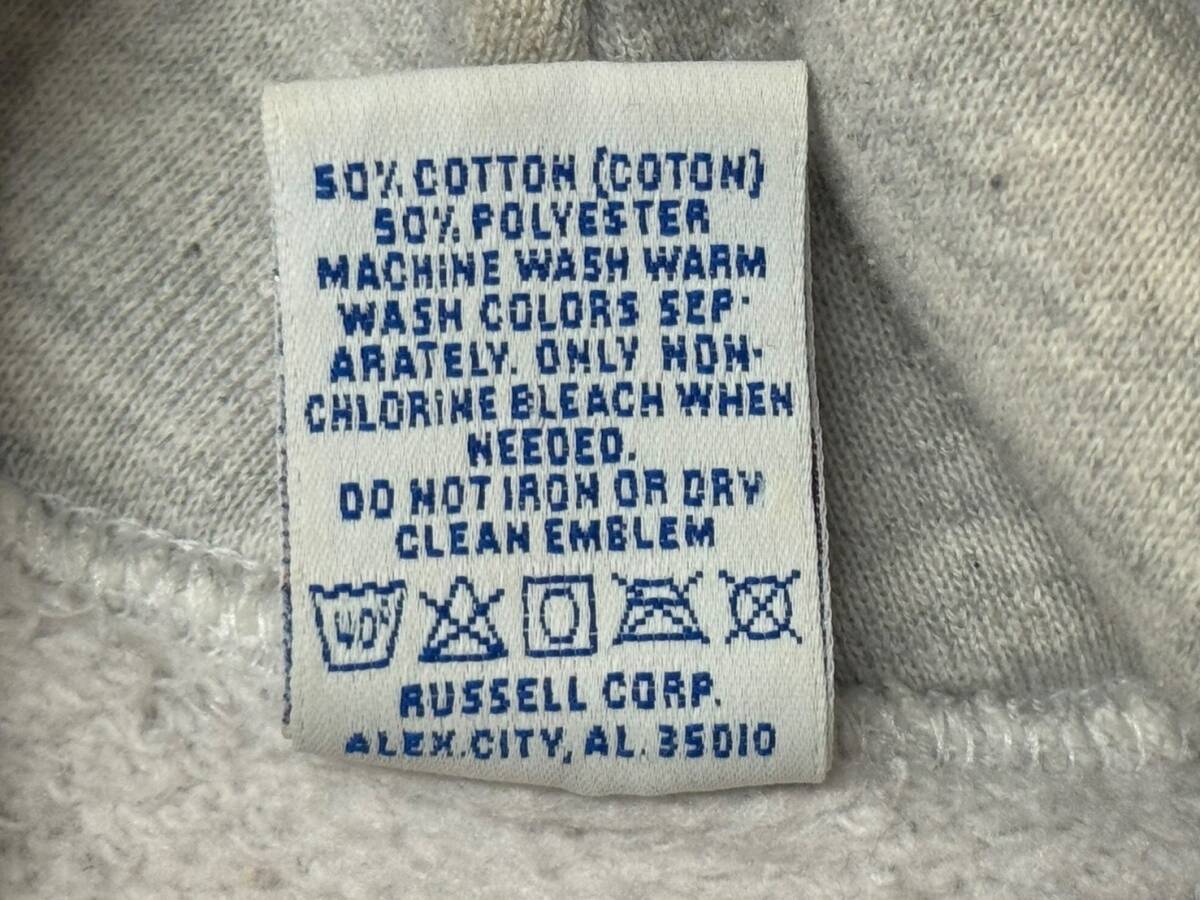 50% COTTON (COTON)
50% POLYESTER
MACHINE WASH WARM
WASH COLORS SEP-
ARATELY. ONLY NON-
CHLORINE BLEACH WHEN
NEEDED.
DO NOT IRON OR DRY
CLEAN EMBLEM
40°
RUSSELL CORP.
ALEX.CITY, AL. 35010